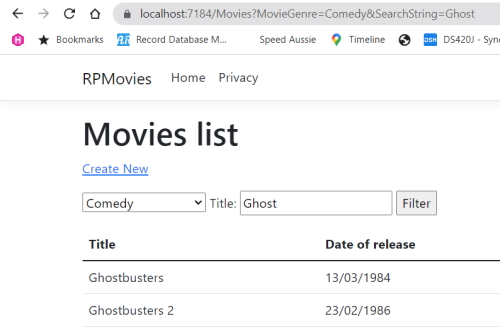 localhost:7184/Movies?MovieGenre=Comedy&SearchString=Ghost
Bookmarks Record Database M... Speed Aussie Timeline DSH DS420J - Syn
RPMovies Home Privacy
Movies list
Create New
Comedy Title: Ghost Filter
Title Date of release
Ghostbusters 13/03/1984
Ghostbusters 2 23/02/1986